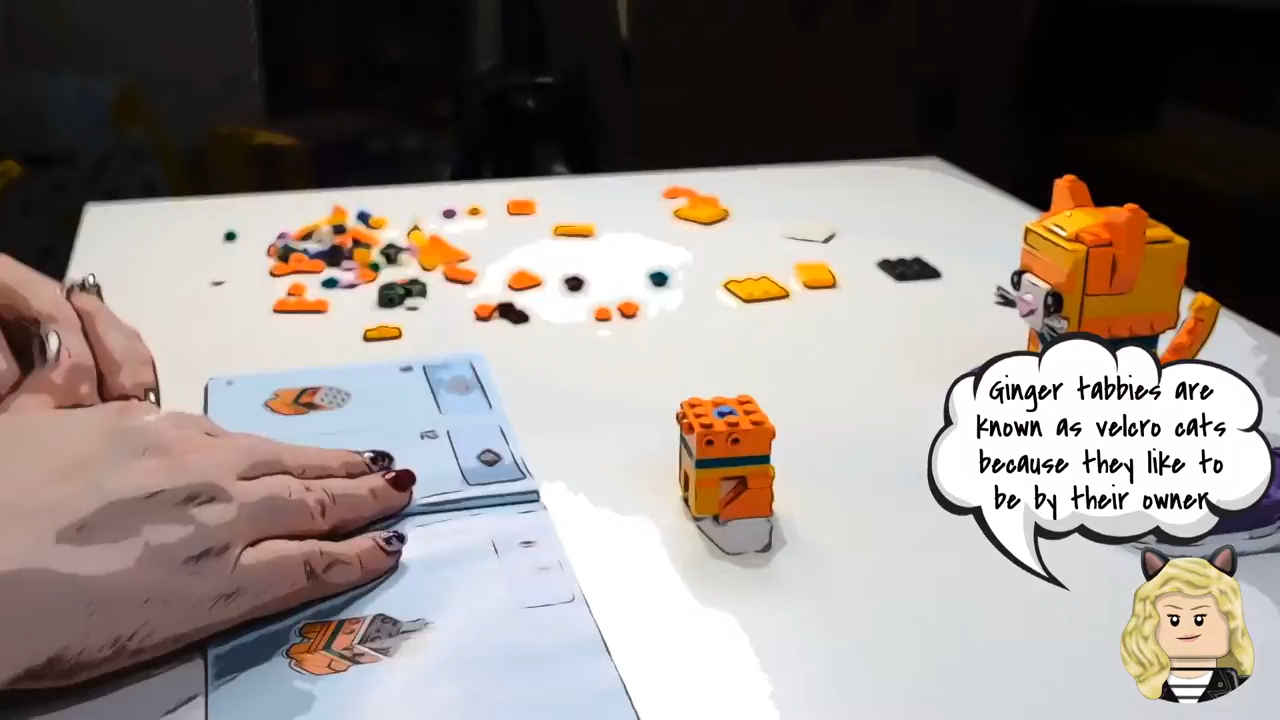 Ginger tabbies are
known as velcro cats
because they like to
be by their owner